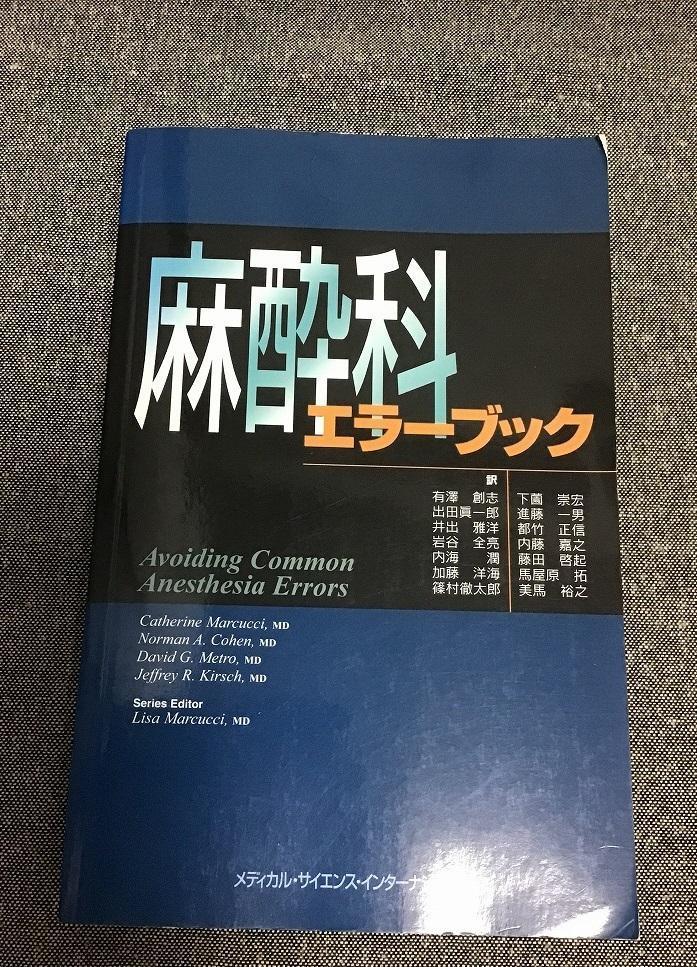 麻酔科
エラーブック
訳
有澤 創志
出田眞一郎
井出 雅洋
岩谷 全亮
内海 潤
加藤 洋海
篠村徹太郎
下薗 崇宏
進藤 一男
都竹 正信
内藤 嘉之
藤田 啓起
馬屋原 拓
美馬 裕之
Avoiding Common
Anesthesia Errors
Catherine Marcucci, MD
Norman A. Cohen, MD
David G. Metro, MD
Jeffrey R. Kirsch, MD
Series Editor
Lisa Marcucci, MD
メディカル・サイエンス・インターナ